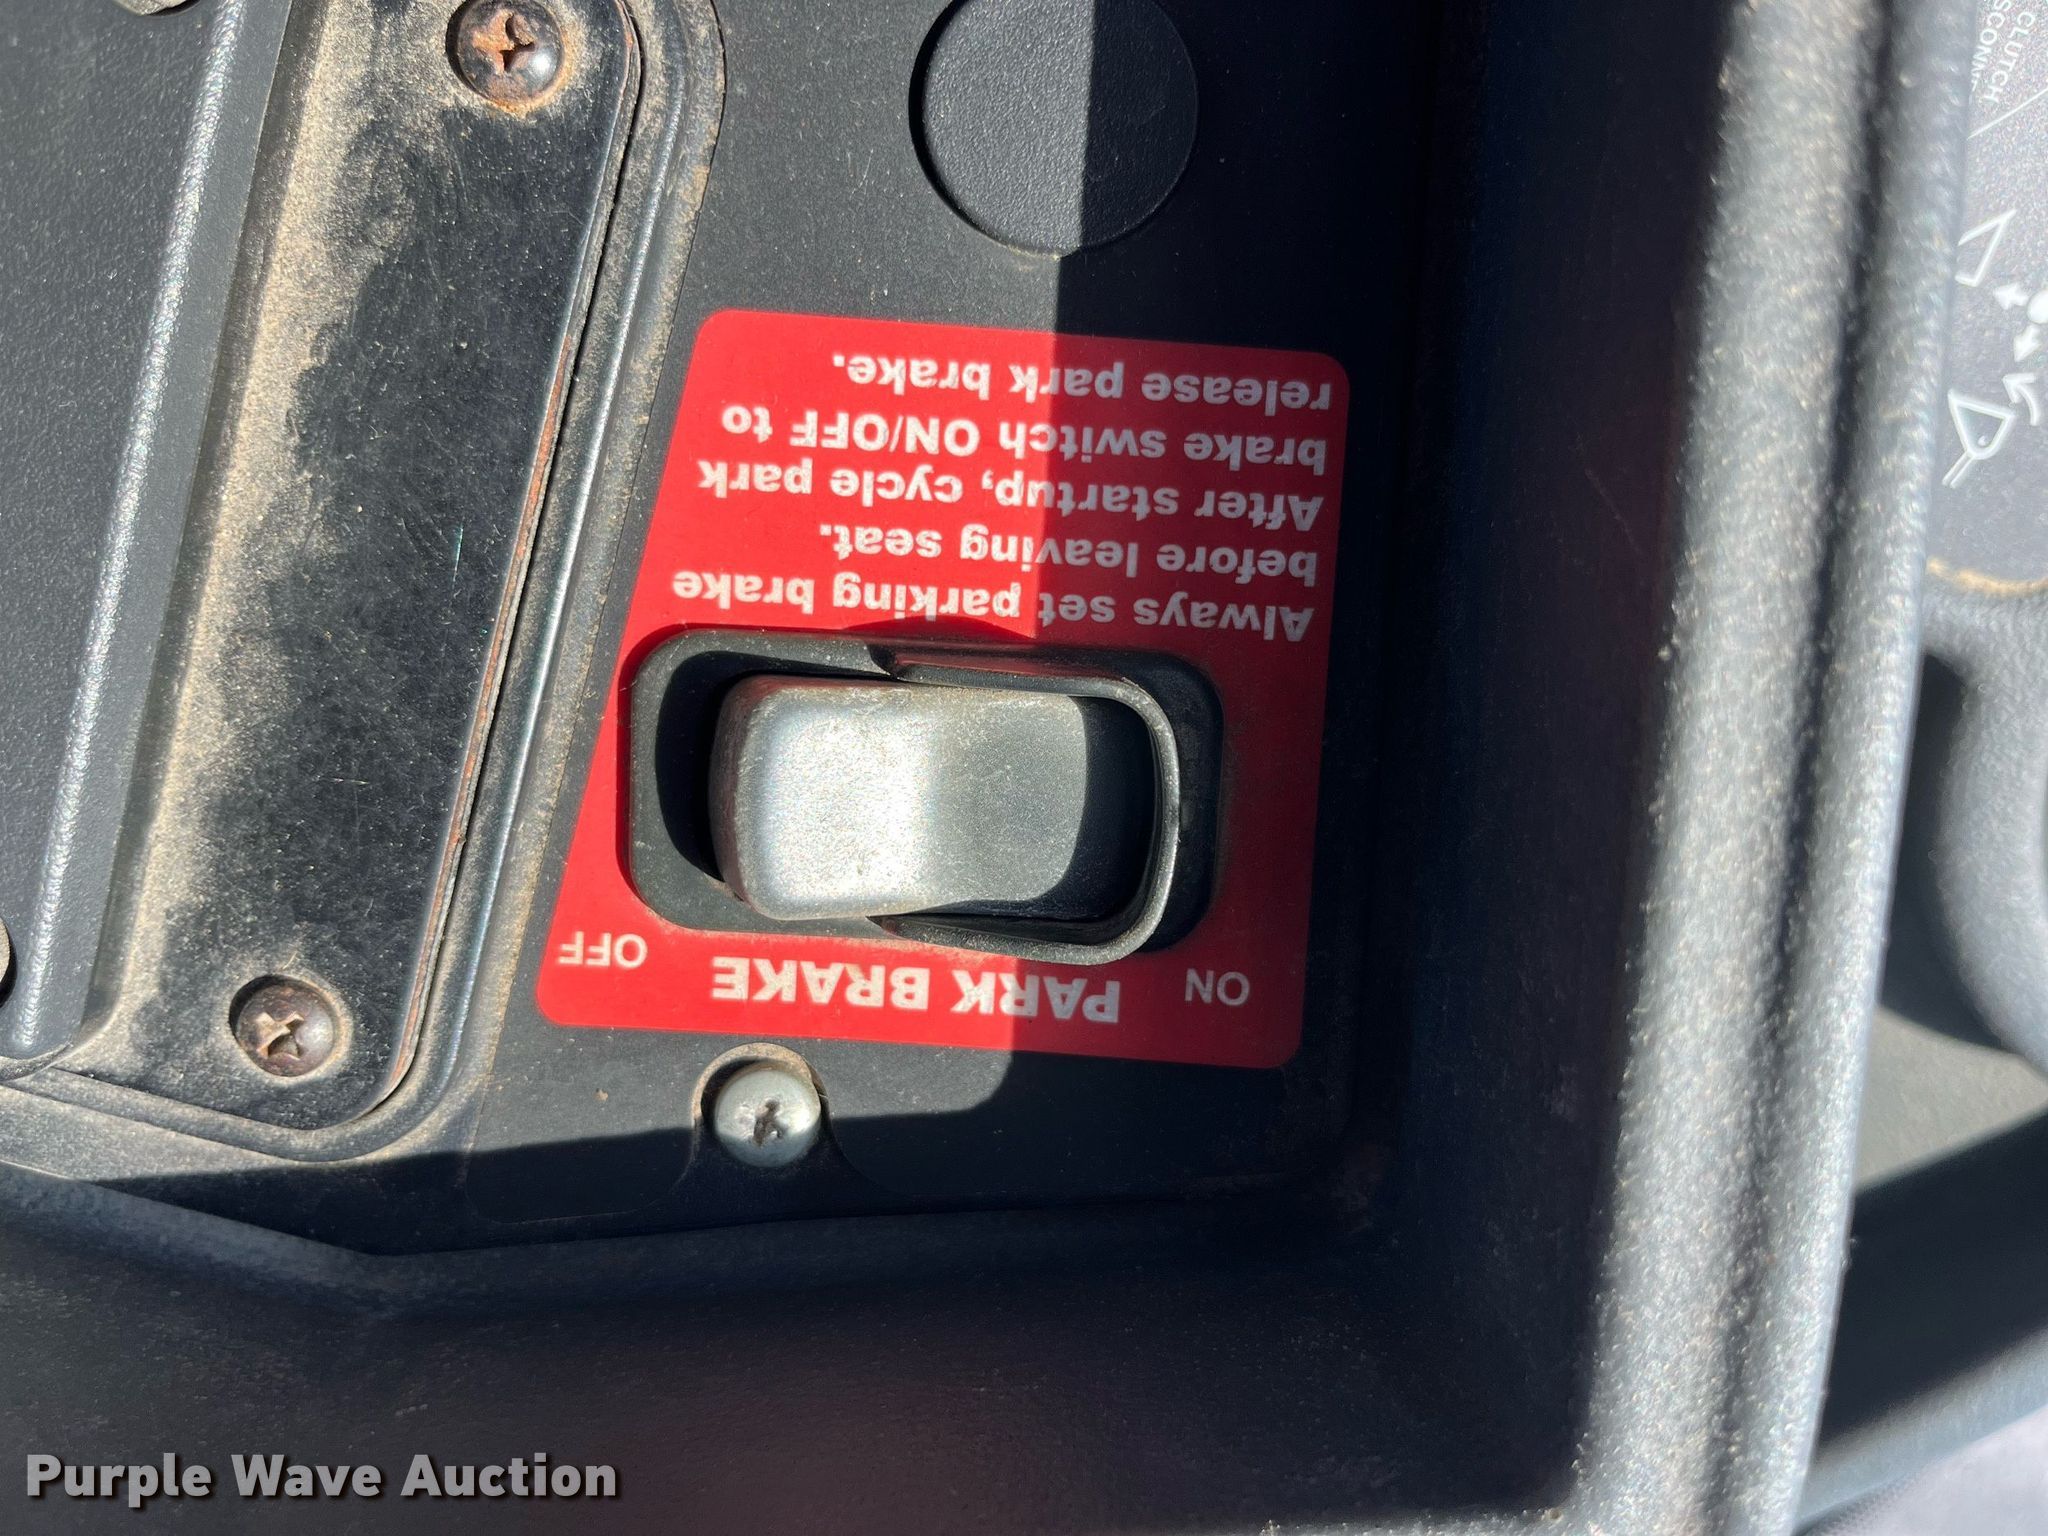 ON
PARK BRAKE
OFF
Always set parking brake
before leaving seat.
After startup, cycle park
brake switch ON/OFF to
release park brake.
CLUTCH
Purple Wave Auction